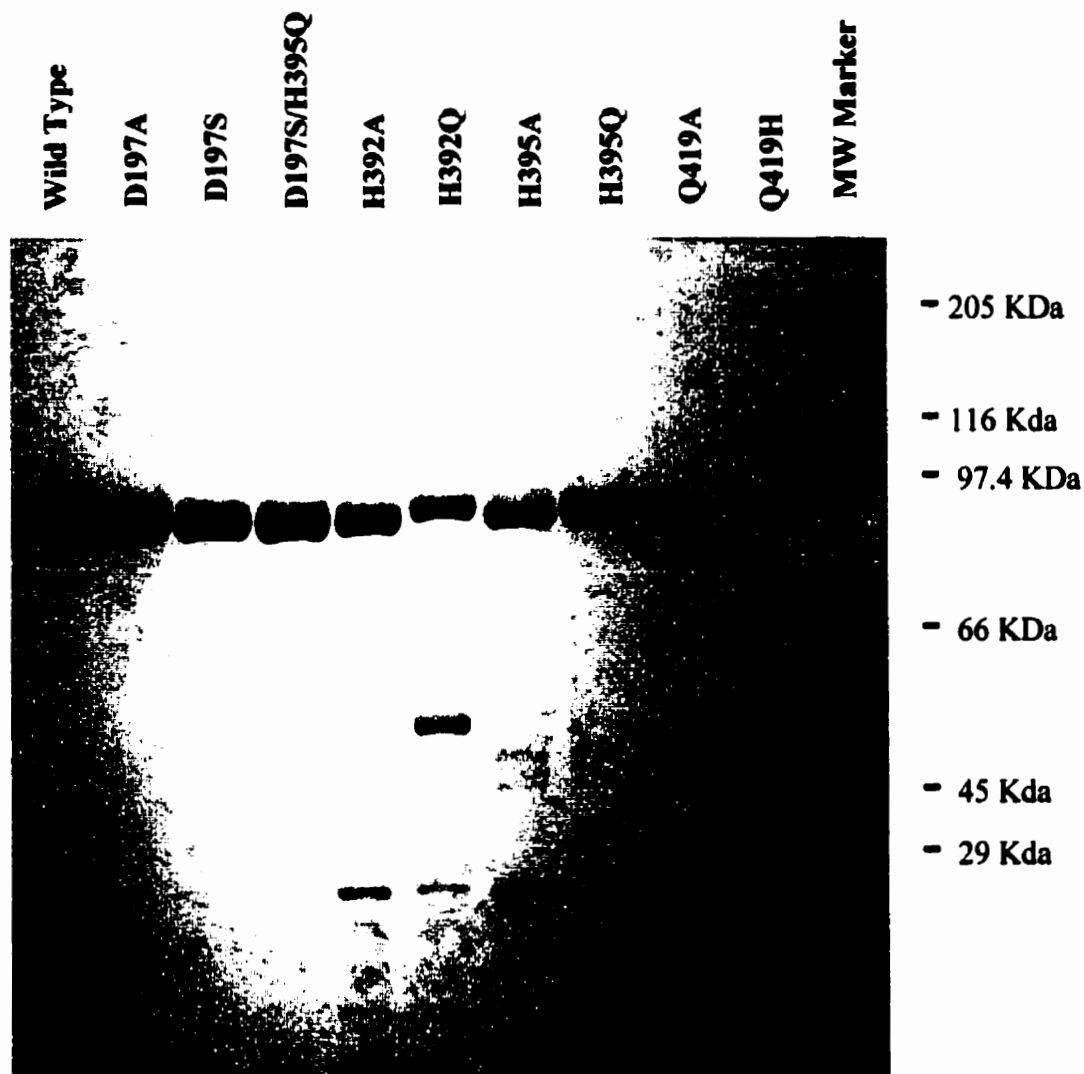 Wild Type
D197A
D197S
D197S/H395Q
H392A
H392Q
H395A
H395Q
Q419A
Q419H
MW Marker
- 205 KDa
- 116 Kda
- 97.4 KDa
- 66 KDa
- 45 Kda
- 29 Kda